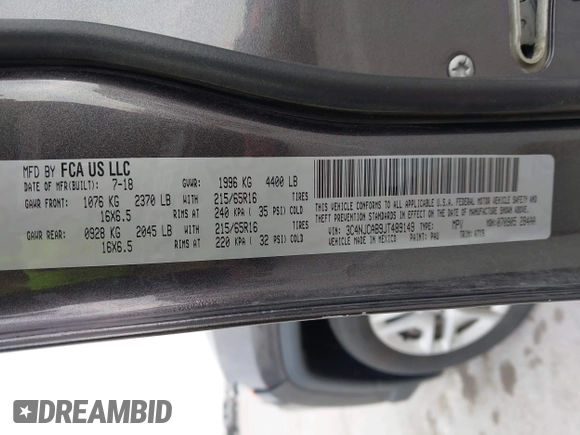 MFD BY FCA US LLC
DATE OF MFR(BUILT): 7-18 GVWR: 1996 KG 4400 LB
GAWR FRONT: 1076 KG 2370 LB WITH 215/65R16 TIRES
16X6.5 RIMS AT 240 KPA ( 35 PSI) COLD
GAWR REAR: 0928 KG 2045 LB WITH 215/65R16 TIRES
16X6.5 RIMS AT 220 KPA ( 32 PSI) COLD
THIS VEHICLE CONFORMS TO ALL APPLICABLE U.S.A. FEDERAL MOTOR VEHICLE SAFETY AND
THEFT PREVENTION STANDARDS IN EFFECT ON THE DATE OF MANUFACTURE SHOWN ABOVE.
VIN: 3C4NJCAB9JT489149 TYPE: MPV
VEHICLE MADE IN MEXICO PAINT: PAU TRIM:
DREAMBID